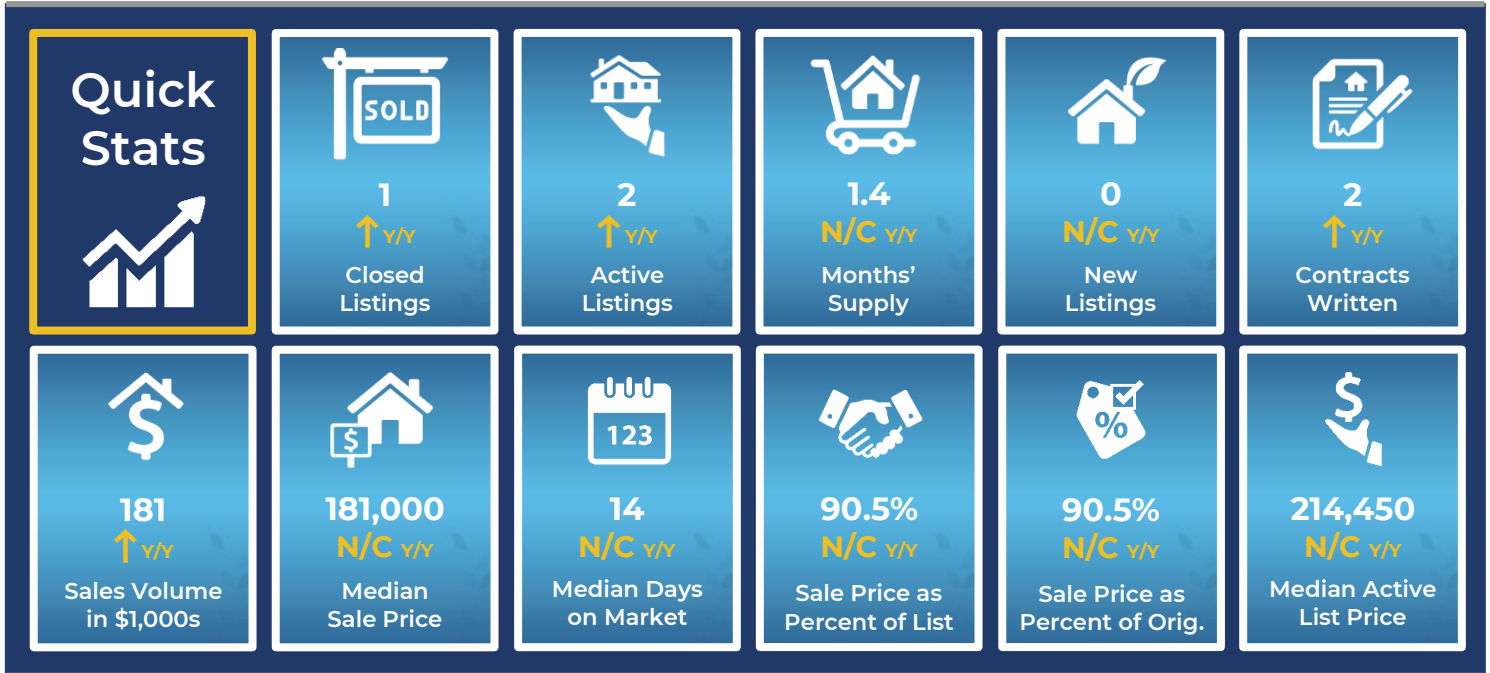 Quick
Stats
SOLD
1
↑ Y/Y
Closed
Listings
2
↑ Y/Y
Active
Listings
1.4
N/C Y/Y
Months’
Supply
0
N/C Y/Y
New
Listings
2
↑ Y/Y
Contracts
Written
$
181
↑ Y/Y
Sales Volume
in $1,000s
$
181,000
N/C Y/Y
Median
Sale Price
123
14
N/C Y/Y
Median Days
on Market
90.5%
N/C Y/Y
Sale Price as
Percent of List
%
90.5%
N/C Y/Y
Sale Price as
Percent of Orig.
$
214,450
N/C Y/Y
Median Active
List Price